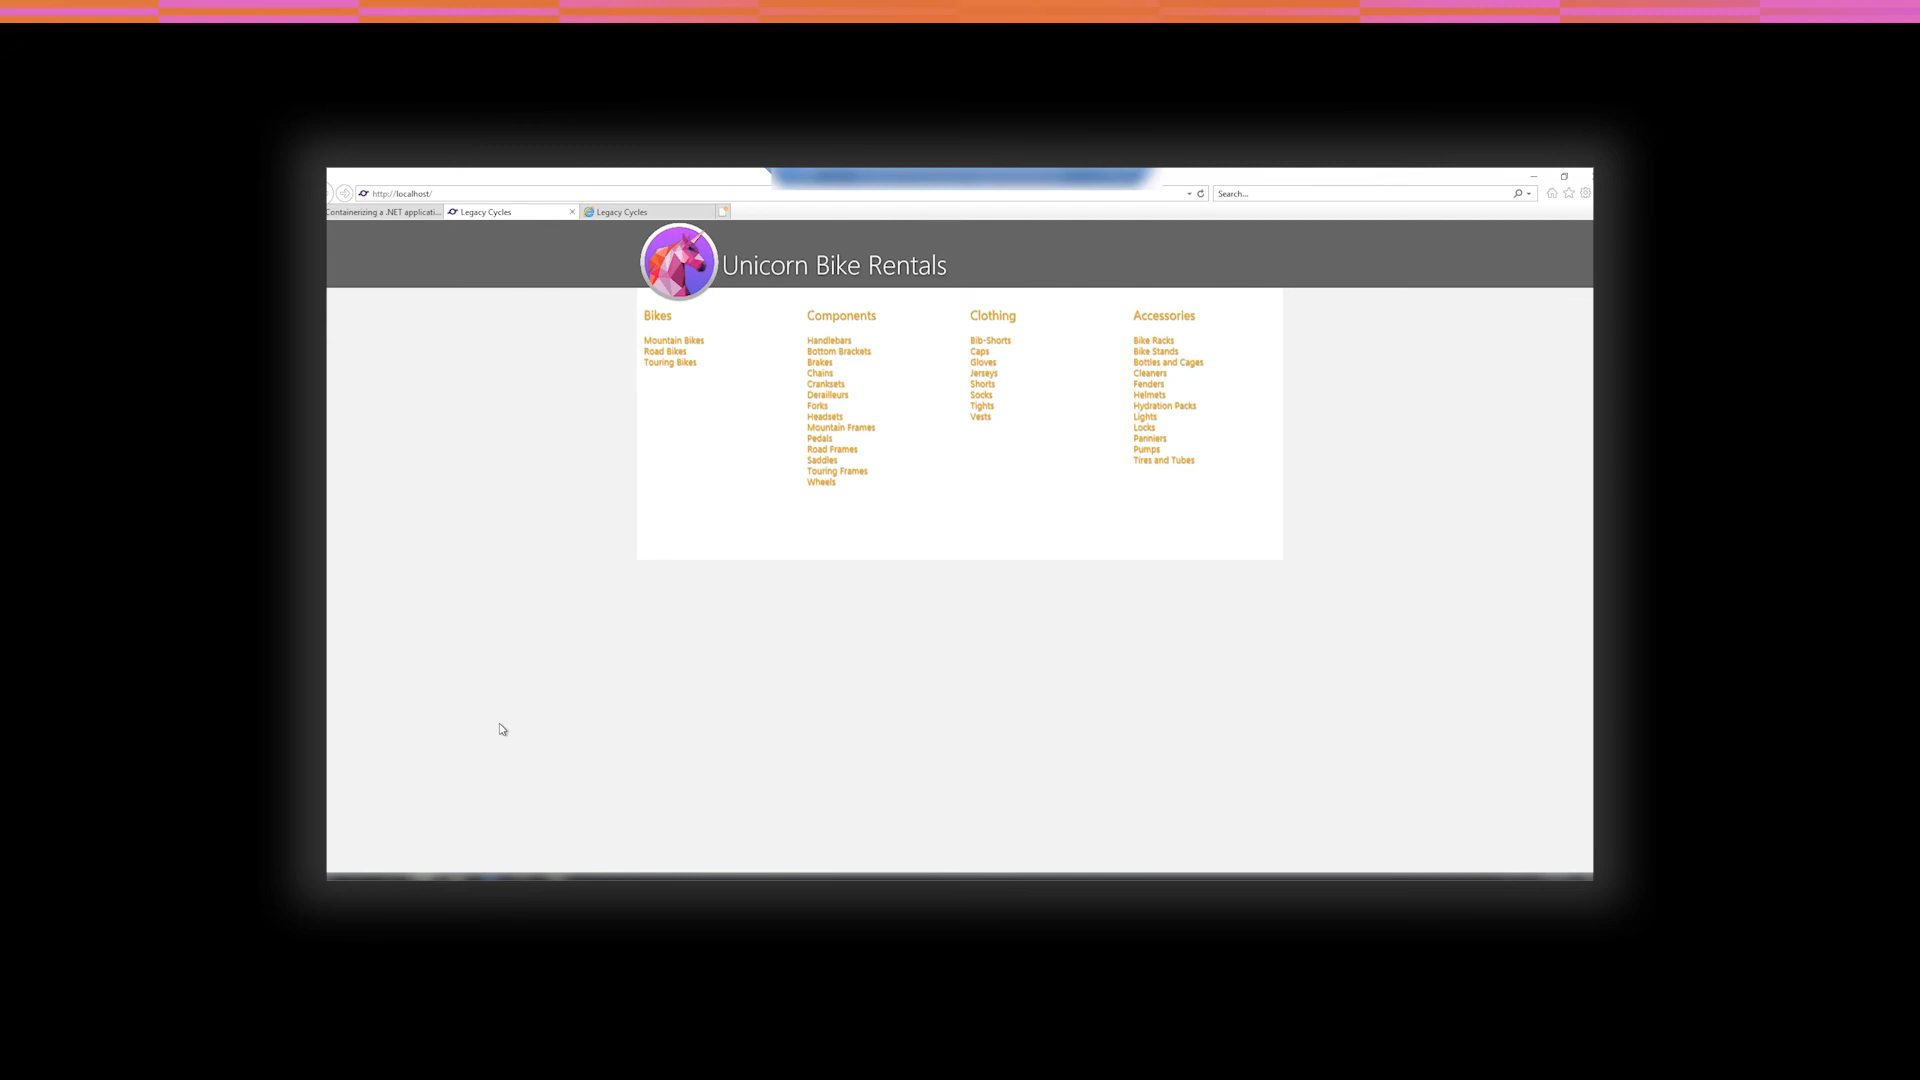 http://localhost/
Search...
Containerizing a .NET applicati...
Legacy Cycles
Legacy Cycles
Unicorn Bike Rentals
Bikes
Mountain Bikes
Road Bikes
Touring Bikes
Components
Handlebars
Bottom Brackets
Brakes
Chains
Cranksets
Derailleurs
Forks
Headsets
Mountain Frames
Pedals
Road Frames
Saddles
Touring Frames
Wheels
Clothing
Bib-Shorts
Caps
Gloves
Jerseys
Shorts
Socks
Tights
Vests
Accessories
Bike Racks
Bike Stands
Bottles and Cages
Cleaners
Fenders
Helmets
Hydration Packs
Lights
Locks
Panniers
Pumps
Tires and Tubes